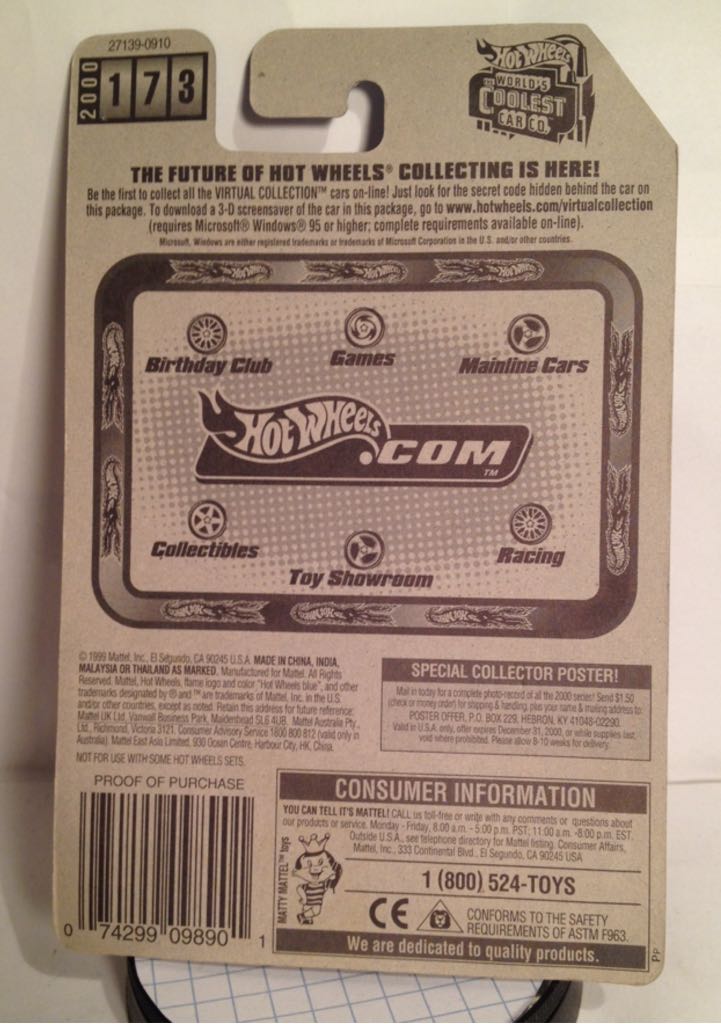 27139-0910
2000 173
HOT WHEELS
THE WORLD'S
COOLEST
CAR CO.™
THE FUTURE OF HOT WHEELS® COLLECTING IS HERE!
Be the first to collect all the VIRTUAL COLLECTION™ cars on-line! Just look for the secret code hidden behind the car on
this package. To download a 3-D screensaver of the car in this package, go to www.hotwheels.com/virtualcollection
(requires Microsoft® Windows® 95 or higher; complete requirements available on-line).
Microsoft, Windows are either registered trademarks or trademarks of Microsoft Corporation in the U.S. and/or other countries.
Birthday Club
Games
Mainline Cars
HOT WHEELS
.COM™
Collectibles
Toy Showroom
Racing
© 1999 Mattel, Inc., El Segundo, CA 90245 U.S.A. MADE IN CHINA, INDIA,
MALAYSIA OR THAILAND AS MARKED. Manufactured for Mattel. All Rights
Reserved. Mattel, Hot Wheels, flame logo and color "Hot Wheels blue", and other
trademarks designated by ® and ™ are trademarks of Mattel, Inc. in the U.S.
and/or other countries, except as noted. Retain this address for future reference:
Mattel UK Ltd, Vanwall Business Park, Maidenhead SL6 4UB. Mattel Australia Pty.,
Ltd., Richmond, Victoria 3121. Consumer Advisory Service 1800 800 812 (valid only in
Australia). Mattel East Asia Limited, 930 Ocean Centre, Harbour City, HK, China.
NOT FOR USE WITH SOME HOT WHEELS SETS.
SPECIAL COLLECTOR POSTER!
Mail in today for a complete photo-record of all the 2000 series! Send $1.50
(check or money order) for shipping & handling, plus your name & mailing address to:
POSTER OFFER, P.O. BOX 229, HEBRON, KY 41048-02290.
Valid in U.S.A. only, offer expires December 31, 2000, or while supplies last,
void where prohibited. Please allow 8-10 weeks for delivery.
PROOF OF PURCHASE
0 74299 09890 1
CONSUMER INFORMATION
YOU CAN TELL IT'S MATTEL! CALL us toll-free or write with any comments or questions about
our products or service. Monday - Friday, 8:00 a.m. - 5:00 p.m. PST; 11:00 a.m. -8:00 p.m. EST.
Outside U.S.A., see telephone directory for Mattel listing. Consumer Affairs,
Mattel, Inc., 333 Continental Blvd., El Segundo, CA 90245 USA
MATTY MATTEL™ toys
1 (800) 524-TOYS
CE
CONFORMS TO THE SAFETY
REQUIREMENTS OF ASTM F963.
We are dedicated to quality products.
PP